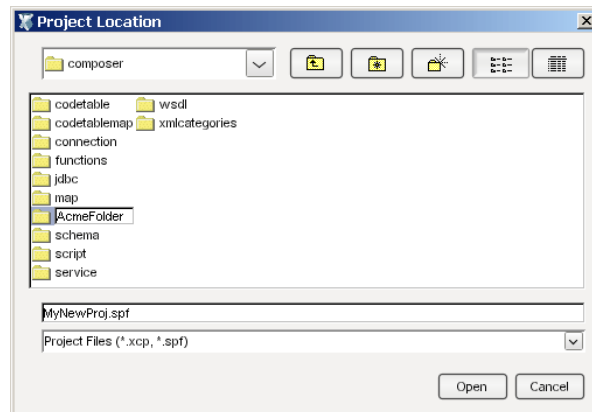 Project Location
composer
codetable wsdl
codetablemap xmlcategories
connection
functions
jdbc
map
AcmeFolder
schema
script
service
MyNewProj.spf
Project Files (*.xcp, *.spf)
Open Cancel